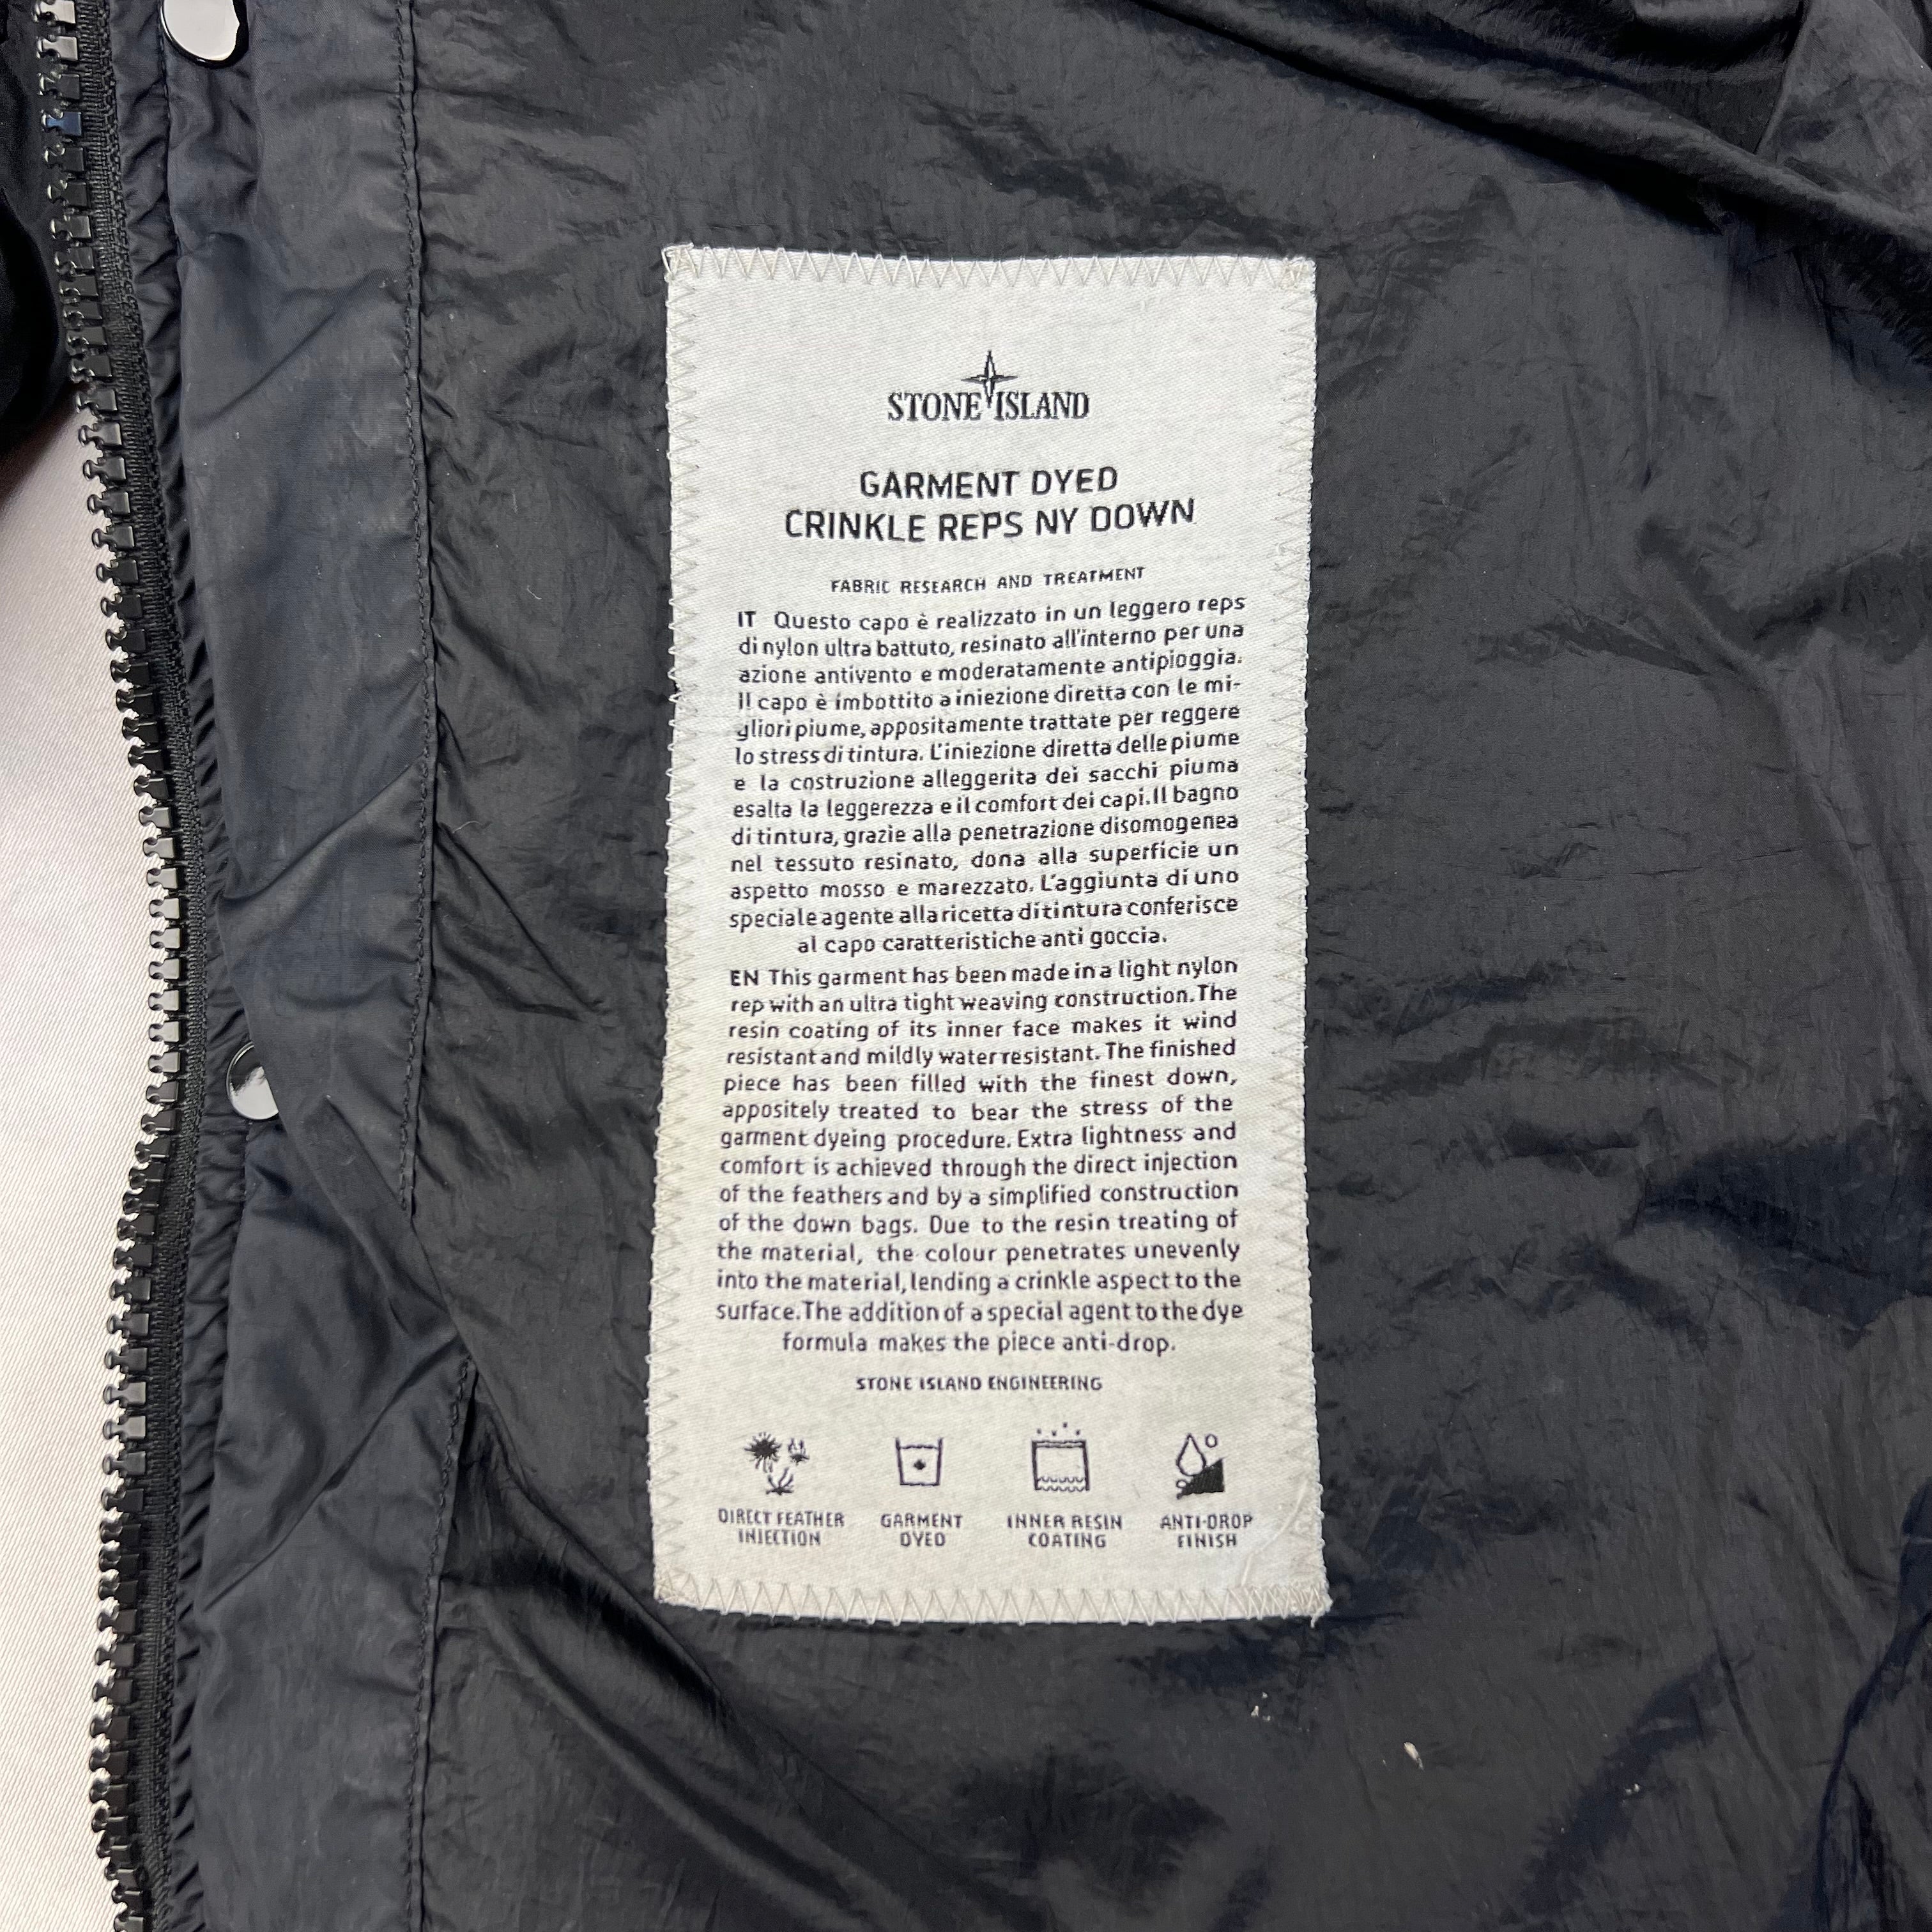 STONE ISLAND
GARMENT DYED
CRINKLE REPS NY DOWN
FABRIC RESEARCH AND TREATMENT
IT Questo capo è realizzato in un leggero reps
di nylon ultra battuto, resinato all'interno per una
azione antivento e moderatamente antipioggia.
Il capo è imbottito a iniezione diretta con le mi-
gliori piume, appositamente trattate per reggere
lo stress di tintura. L'iniezione diretta delle piume
e la costruzione alleggerita dei sacchi piuma
esalta la leggerezza e il comfort dei capi. Il bagno
di tintura, grazie alla penetrazione disomogenea
nel tessuto resinato, dona alla superficie un
aspetto mosso e marezzato. L'aggiunta di uno
speciale agente alla ricetta di tintura conferisce
al capo caratteristiche anti goccia.
EN This garment has been made in a light nylon
rep with an ultra tight weaving construction. The
resin coating of its inner face makes it wind
resistant and mildly water resistant. The finished
piece has been filled with the finest down,
appositely treated to bear the stress of the
garment dyeing procedure. Extra lightness and
comfort is achieved through the direct injection
of the feathers and by a simplified construction
of the down bags. Due to the resin treating of
the material, the colour penetrates unevenly
into the material, lending a crinkle aspect to the
surface. The addition of a special agent to the dye
formula makes the piece anti-drop.
STONE ISLAND ENGINEERING
DIRECT FEATHER INJECTION
GARMENT DYED
INNER RESIN COATING
ANTI-DROP FINISH